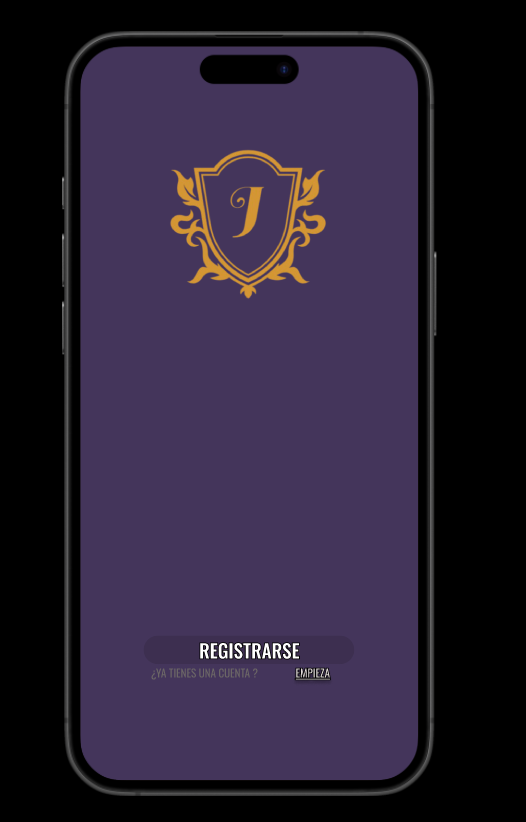 J
REGISTRARSE
¿YA TIENES UNA CUENTA ? EMPIEZA